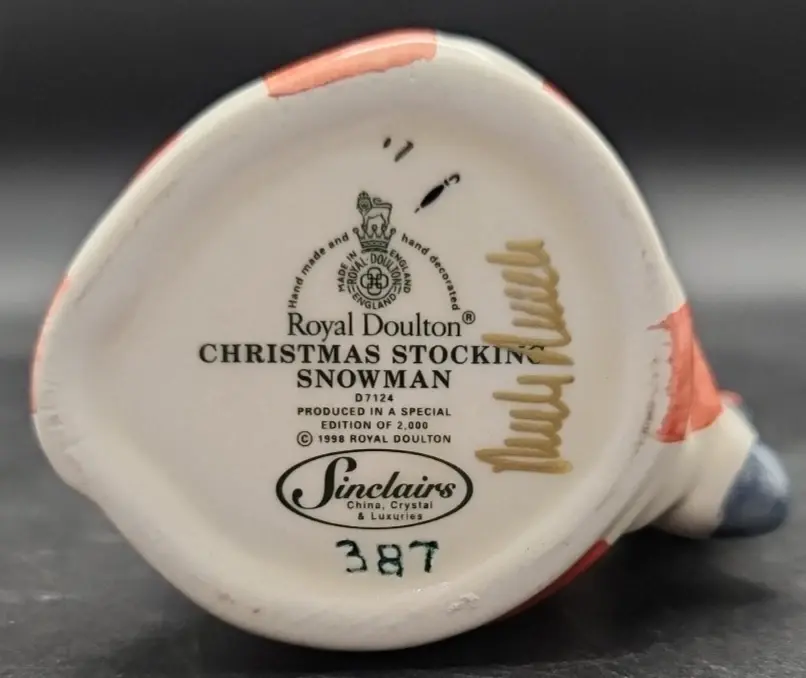 Hand made and hand decorated
MADE IN ENGLAND
ROYAL · DOULTON
ENGLAND
Royal Doulton®
CHRISTMAS STOCKING
SNOWMAN
D7124
PRODUCED IN A SPECIAL
EDITION OF 2,000
© 1998 ROYAL DOULTON
Sinclairs
China, Crystal
& Luxuries
387